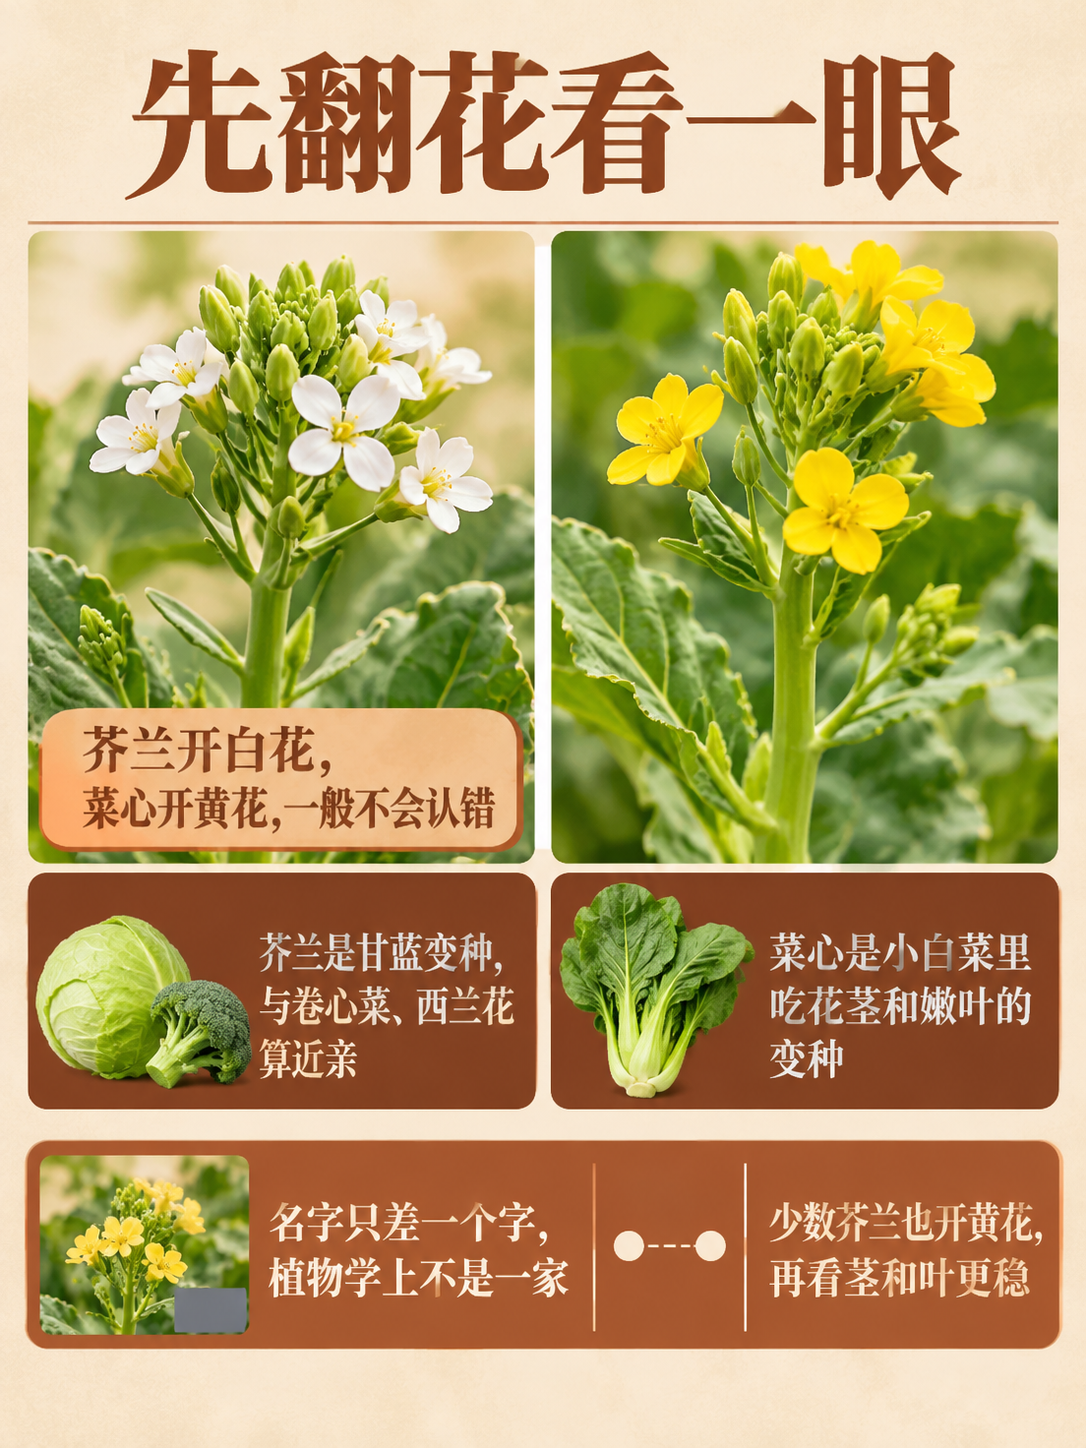 先翻花看一眼
芥兰开白花，
菜心开黄花，一般不会认错
芥兰是甘蓝变种，
与卷心菜、西兰花
算近亲
菜心是小白菜里
吃花茎和嫩叶的
变种
名字只差一个字，
植物学上不是一家
少数芥兰也开黄花，
再看茎和叶更稳